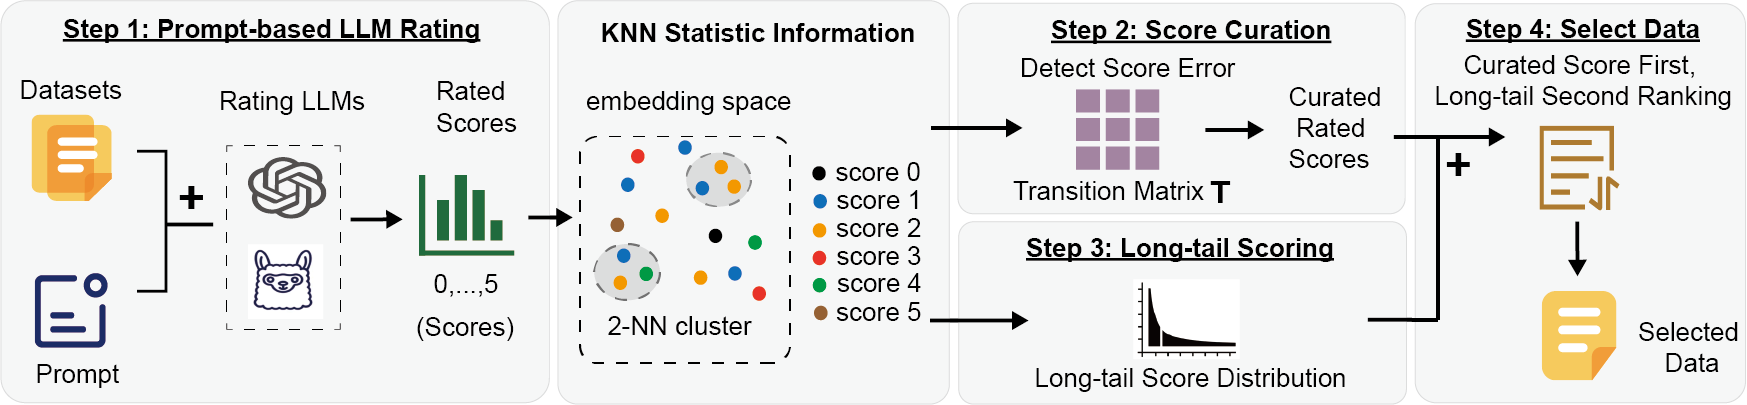 Step 1: Prompt-based LLM Rating
Datasets
Rating LLMs
Rated
Scores
+
0,...,5
(Scores)
Prompt
KNN Statistic Information
embedding space
score 0
score 1
score 2
score 3
score 4
score 5
2-NN cluster
Step 2: Score Curation
Detect Score Error
Transition Matrix T
Curated
Rated
Scores
Step 3: Long-tail Scoring
Long-tail Score Distribution
+
Step 4: Select Data
Curated Score First,
Long-tail Second Ranking
Selected
Data